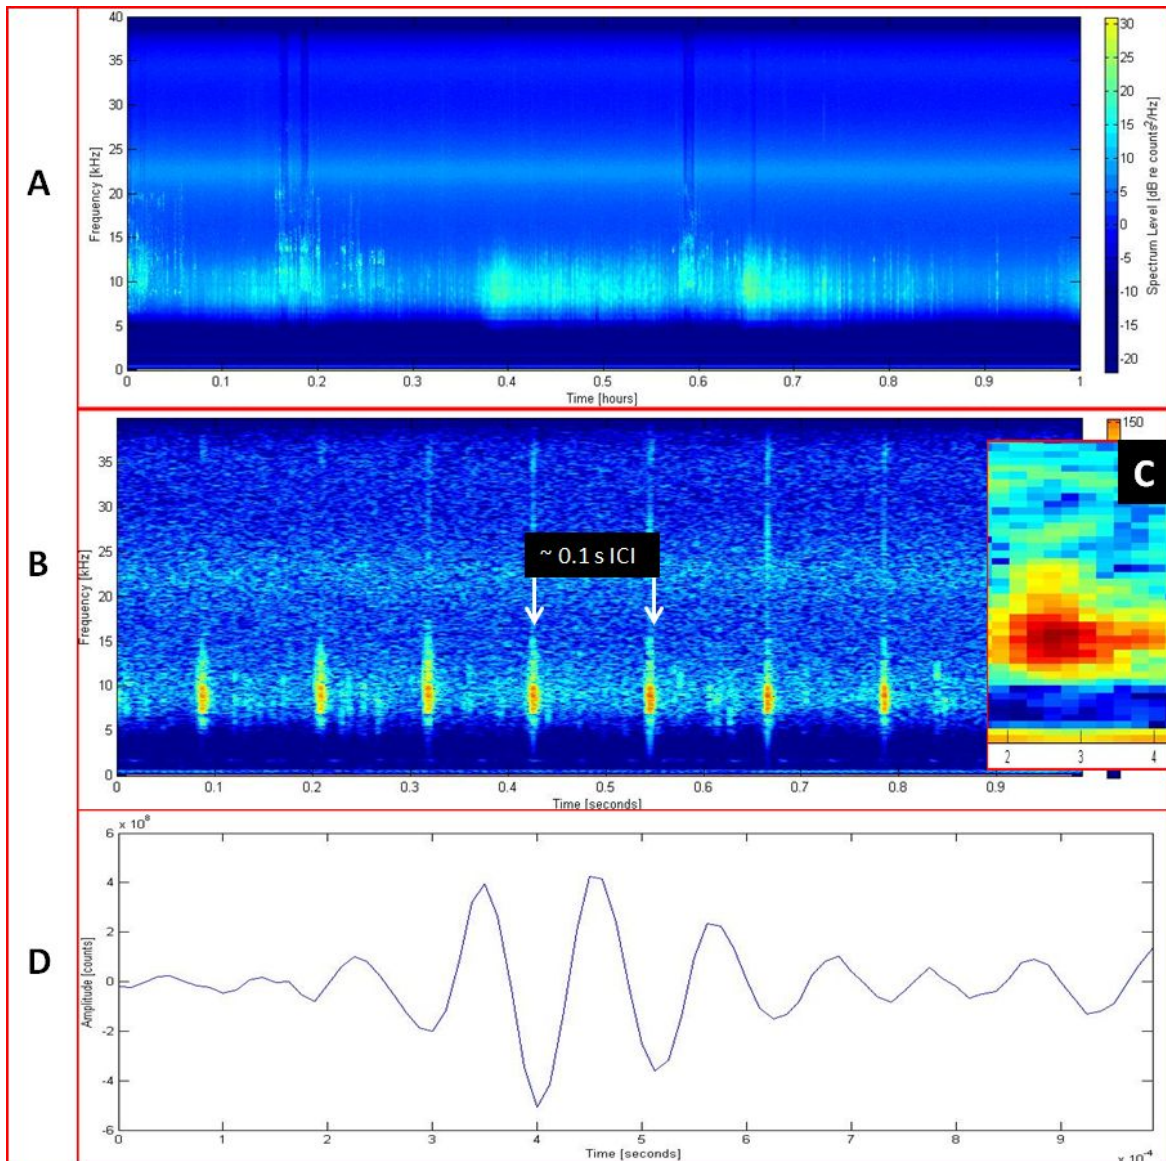 A
Frequency [kHz]
40
35
30
25
20
15
10
5
0
0 0.1 0.2 0.3 0.4 0.5 0.6 0.7 0.8 0.9 1
Time [hours]
30
25
20
15
10
5
0
-5
-10
-15
-20
Spectrum Level [dB re counts²/Hz]
B
Frequency [kHz]
35
30
25
20
15
10
5
0
~ 0.1 s ICI
0 0.1 0.2 0.3 0.4 0.5 0.6 0.7 0.8 0.9
Time [seconds]
150
C
2 3 4
D
Amplitude [counts]
× 10⁸
6
4
2
0
-2
-4
-6
0 1 2 3 4 5 6 7 8 9
Time [seconds]
× 10⁻⁴